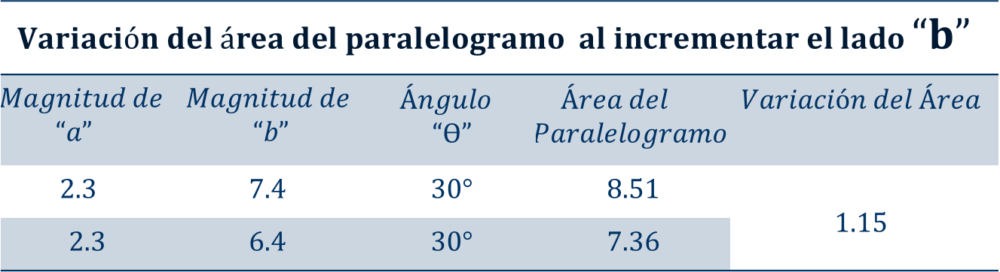 Variación del área del paralelogramo al incrementar el lado “b”
Magnitud de “a” Magnitud de “b” Ángulo “Ө” Área del Paralelogramo Variación del Área
2.3 7.4 30° 8.51 1.15
2.3 6.4 30° 7.36